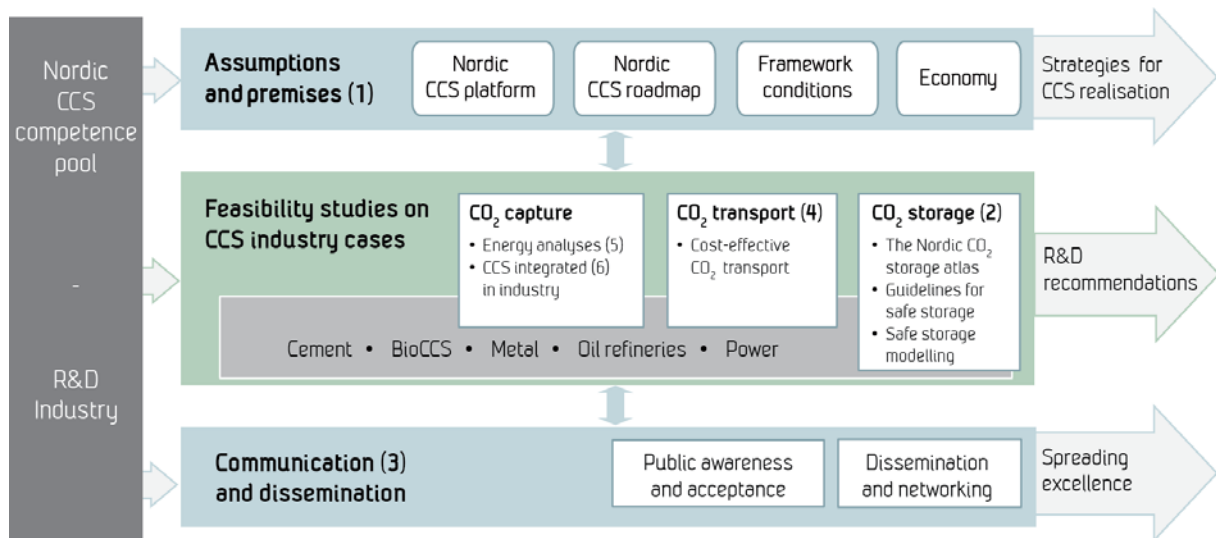 Nordic
CCS
competence
pool
-
R&D
Industry
Assumptions
and premises (1)
Nordic
CCS platform
Nordic
CCS roadmap
Framework
conditions
Economy
Strategies for
CCS realisation
Feasibility studies on
CCS industry cases
CO₂ capture
• Energy analyses (5)
• CCS integrated (6)
in industry
CO₂ transport (4)
• Cost-effective
CO₂ transport
CO₂ storage (2)
• The Nordic CO₂
storage atlas
• Guidelines for
safe storage
• Safe storage
modelling
Cement • BioCCS • Metal • Oil refineries • Power
R&D
recommendations
Communication (3)
and dissemination
Public awareness
and acceptance
Dissemination
and networking
Spreading
excellence